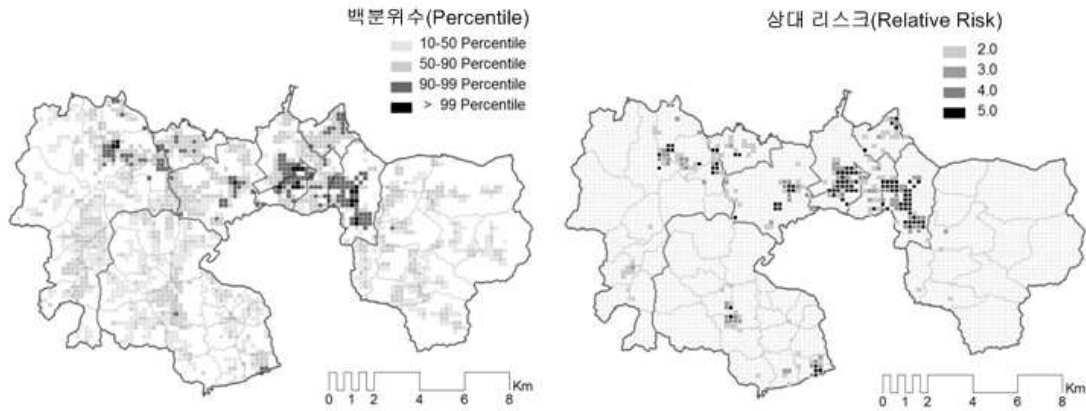 백분위수(Percentile)
10-50 Percentile
50-90 Percentile
90-99 Percentile
> 99 Percentile
Km
0 1 2 4 6 8
상대 리스크(Relative Risk)
2.0
3.0
4.0
5.0
Km
0 1 2 4 6 8